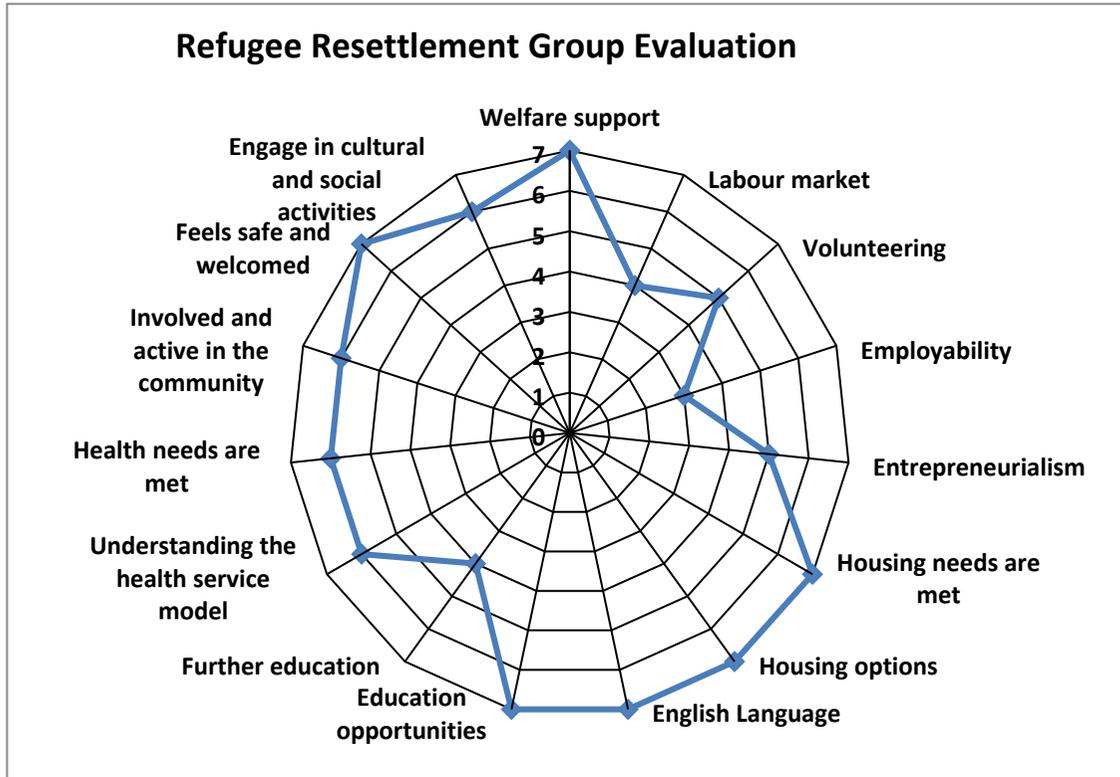 Refugee Resettlement Group Evaluation
Welfare support
Labour market
Volunteering
Employability
Entrepreneurialism
Housing needs are
met
Housing options
English Language
Education
opportunities
Further education
Understanding the
health service
model
Health needs are
met
Involved and
active in the
community
Feels safe and
welcomed
Engage in cultural
and social
activities
7
6
5
4
3
2
1
0